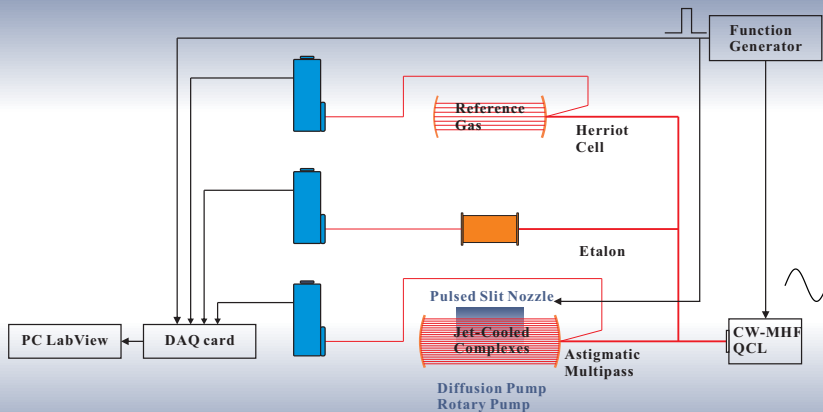 Function
Generator
Reference
Gas
Herriot
Cell
Etalon
Pulsed Slit Nozzle
Jet-Cooled
Complexes
PC LabView
DAQ card
Astigmatic
Multipass
CW-MHF
QCL
Diffusion Pump
Rotary Pump